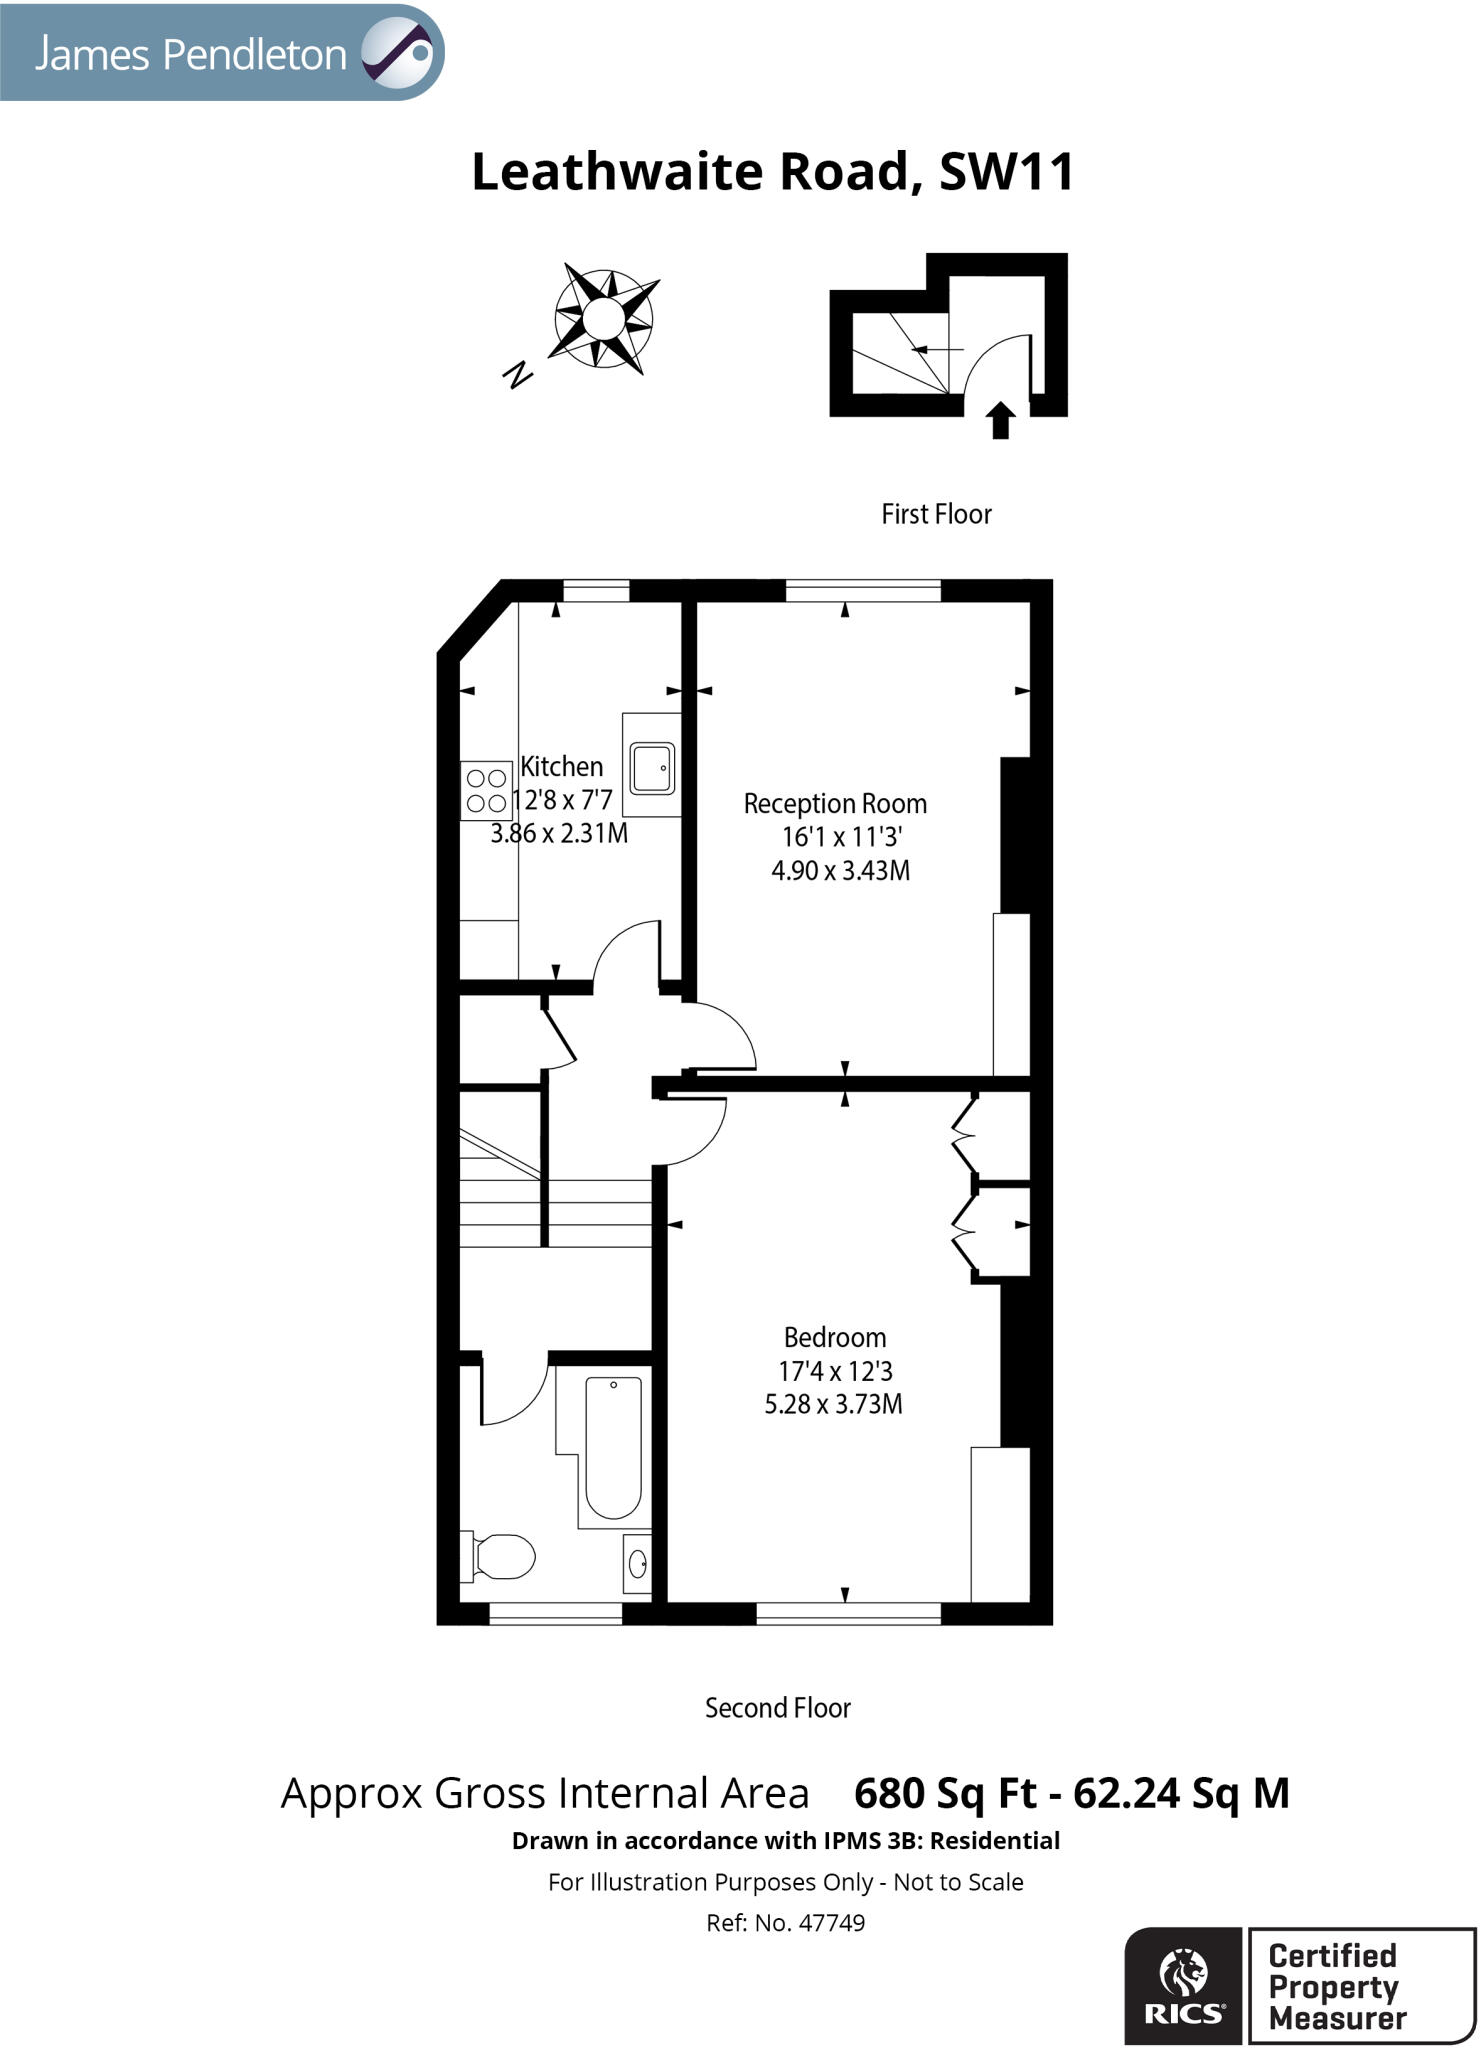 James Pendleton
Leathwaite Road, SW11
N
First Floor
Kitchen
12'8 x 7'7
3.86 x 2.31M
Reception Room
16'1 x 11'3'
4.90 x 3.43M
Bedroom
17'4 x 12'3
5.28 x 3.73M
Second Floor
Approx Gross Internal Area 680 Sq Ft - 62.24 Sq M
Drawn in accordance with IPMS 3B: Residential
For Illustration Purposes Only - Not to Scale
Ref: No. 47749
RICS®
Certified
Property
Measurer